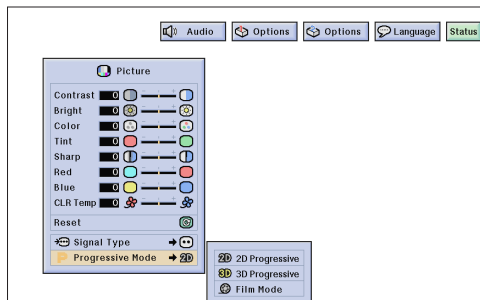 Audio Options Options Language Status
Picture
Contrast 0
Bright 0
Color 0
Tint 0
Sharp 0
Red 0
Blue 0
CLR Temp 0
Reset
Signal Type
P Progressive Mode 2D
2D 2D Progressive
3D 3D Progressive
Film Mode